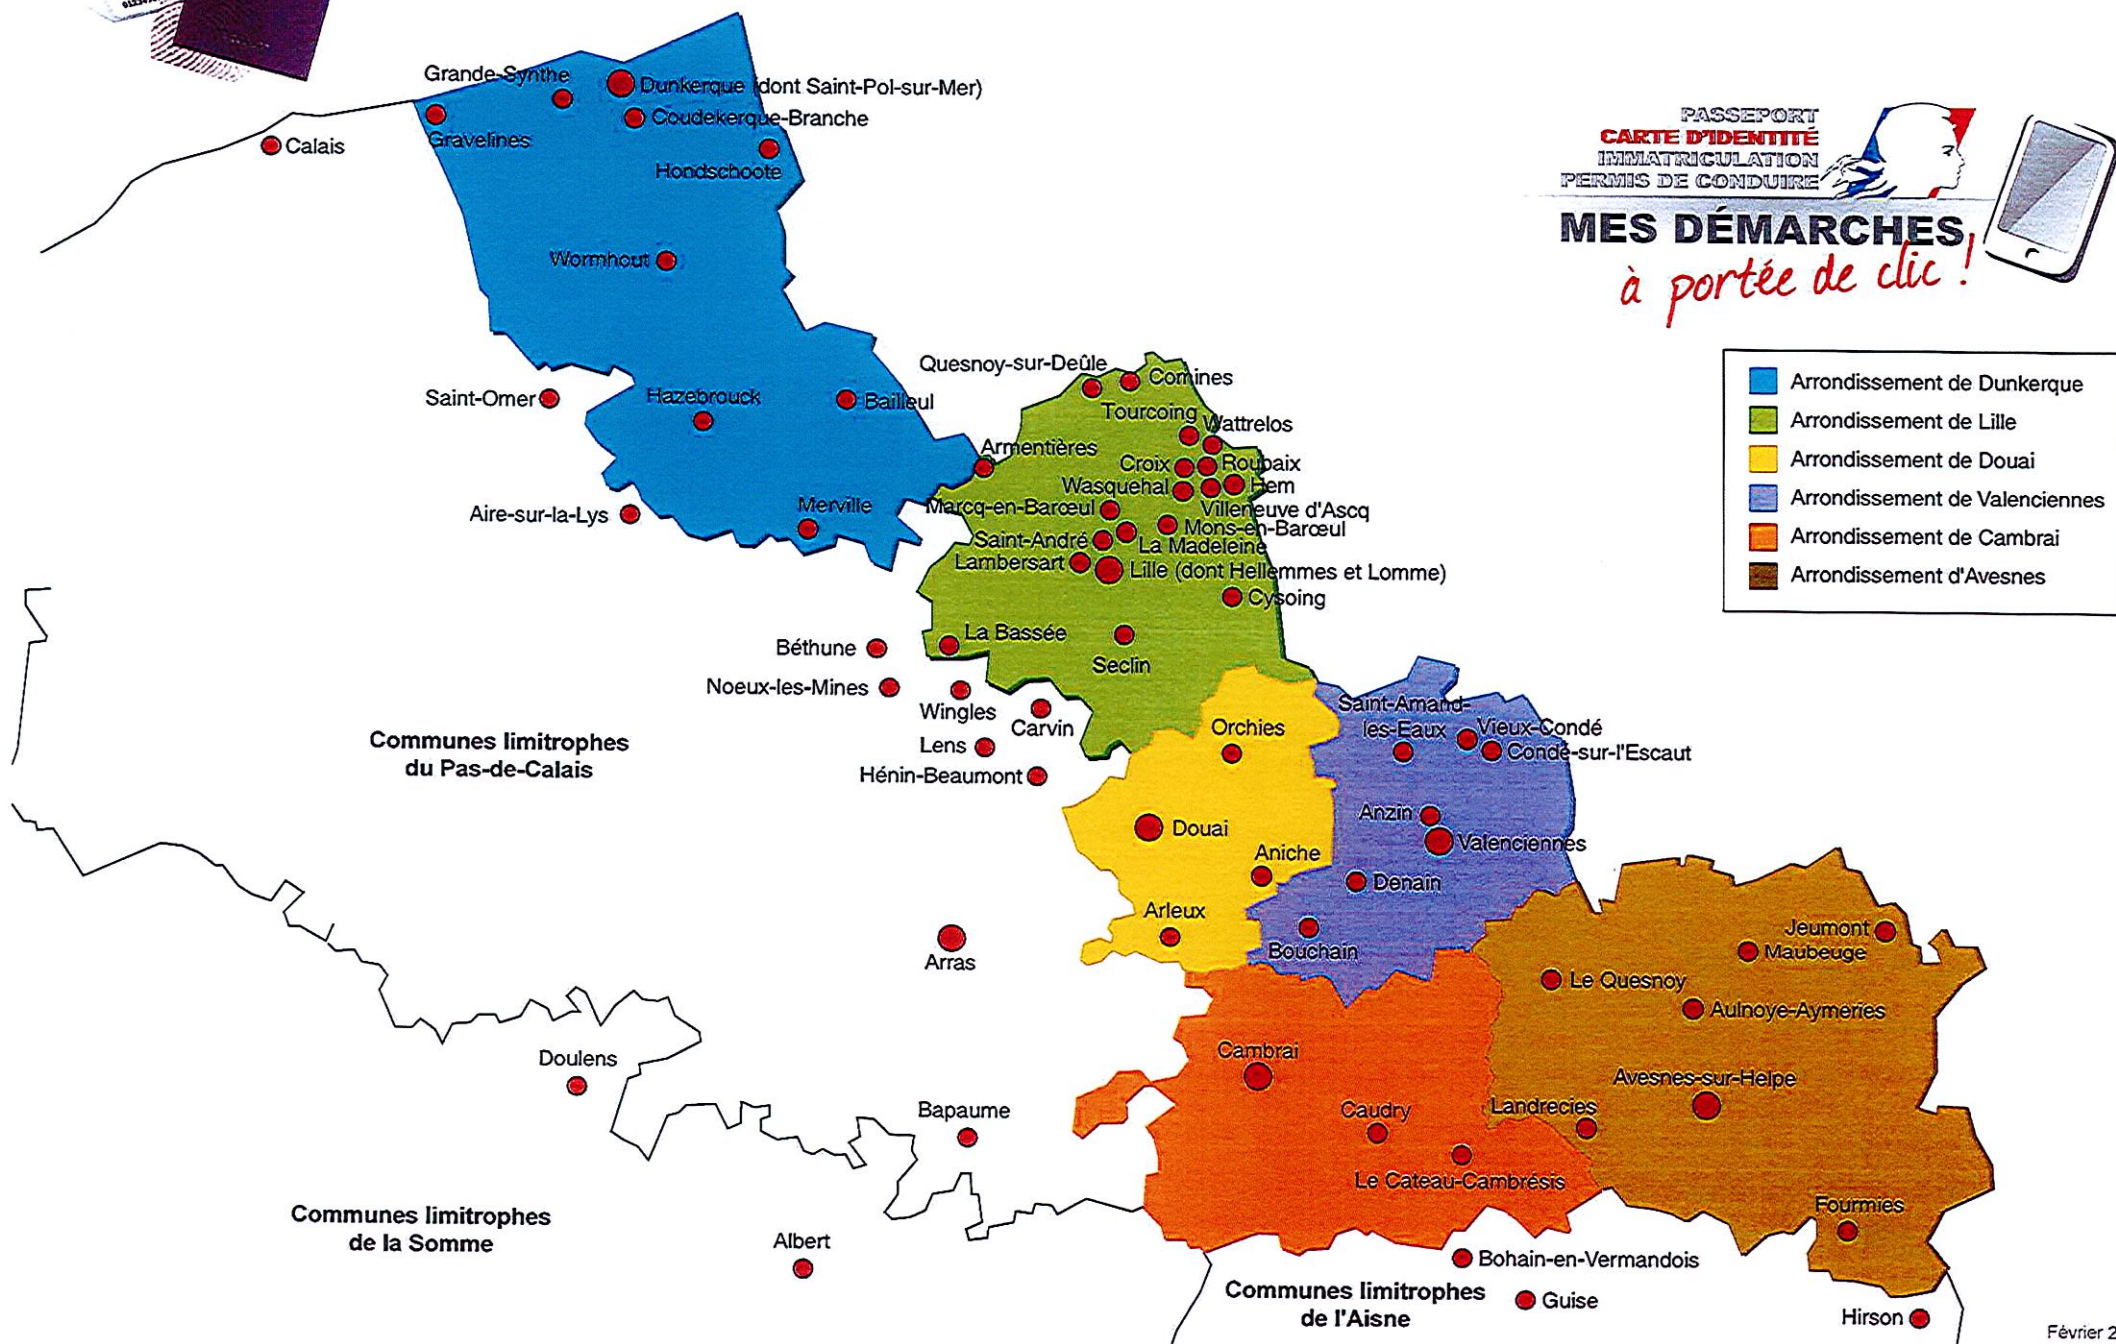 Grande-Synthe
Dunkerque (dont Saint-Pol-sur-Mer)
Gravelines
Coudekerque-Branche
Calais
Hondschoote
Wormhout
PASSEPORT
CARTE D'IDENTITÉ
IMMATRICULATION
PERMIS DE CONDUIRE
MES DÉMARCHES
à portée de clic !
Arrondissement de Dunkerque
Arrondissement de Lille
Arrondissement de Douai
Arrondissement de Valenciennes
Arrondissement de Cambrai
Arrondissement d'Avesnes
Saint-Omer
Hazebrouck
Bailleul
Aire-sur-la-Lys
Merville
Quesnoy-sur-Deûle
Comines
Tourcoing
Wattrelos
Armentières
Croix
Roubaix
Wasquehal
Hem
Marcq-en-Barœul
Villeneuve d'Ascq
Mons-en-Barœul
Saint-André
La Madeleine
Lambersart
Lille (dont Hellemmes et Lomme)
Cysoing
La Bassée
Seclin
Béthune
Noeux-les-Mines
Wingles
Carvin
Lens
Hénin-Beaumont
Communes limitrophes
du Pas-de-Calais
Orchies
Douai
Aniche
Arleux
Saint-Amand-
les-Eaux
Vieux-Condé
Condé-sur-l'Escaut
Anzin
Valenciennes
Denain
Bouchain
Arras
Jeumont
Maubeuge
Le Quesnoy
Aulnoye-Aymeries
Avesnes-sur-Helpe
Landrecies
Fourmies
Cambrai
Caudry
Le Cateau-Cambrésis
Doulens
Bapaume
Communes limitrophes
de la Somme
Albert
Bohain-en-Vermandois
Communes limitrophes
de l'Aisne
Guise
Hirson
Février 2